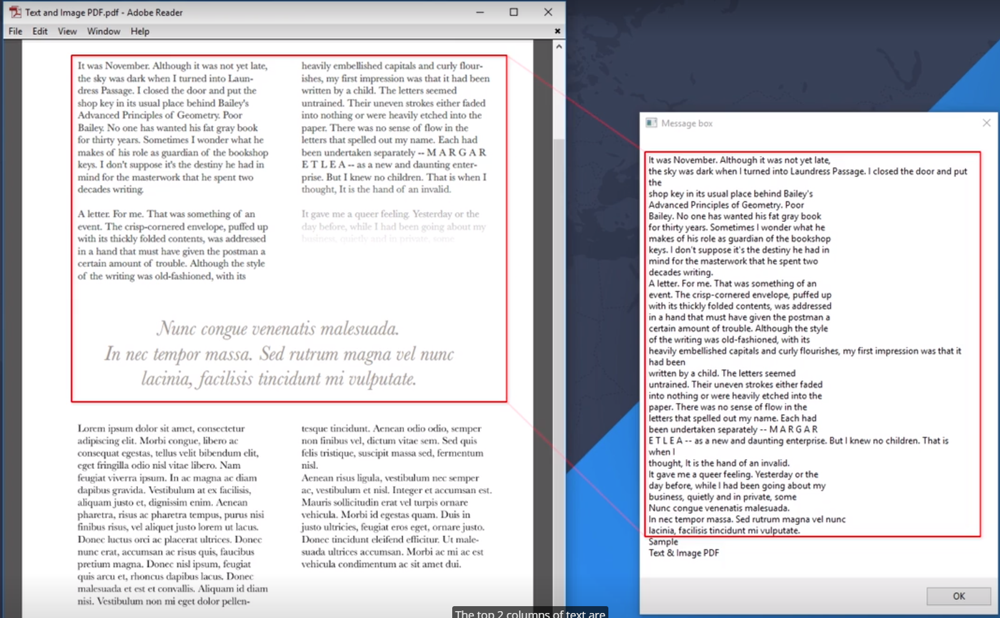 Text and Image PDF.pdf - Adobe Reader
File Edit View Window Help
It was November. Although it was not yet late,
the sky was dark when I turned into Laun-
dress Passage. I closed the door and put the
shop key in its usual place behind Bailey's
Advanced Principles of Geometry. Poor
Bailey. No one has wanted his fat gray book
for thirty years. Sometimes I wonder what he
makes of his role as guardian of the bookshop
keys. I don't suppose it's the destiny he had in
mind for the masterwork that he spent two
decades writing.
A letter. For me. That was something of an
event. The crisp-cornered envelope, puffed up
with its thickly folded contents, was addressed
in a hand that must have given the postman a
certain amount of trouble. Although the style
of the writing was old-fashioned, with its
heavily embellished capitals and curly flour-
ishes, my first impression was that it had been
written by a child. The letters seemed
untrained. Their uneven strokes either faded
into nothing or were heavily etched into the
paper. There was no sense of flow in the
letters that spelled out my name. Each had
been undertaken separately -- M A R G A R
E T L E A -- as a new and daunting enter-
prise. But I knew no children. That is when I
thought, It is the hand of an invalid.
It gave me a queer feeling. Yesterday or the
day before, while I had been going about my
business, quietly and in private, some
Nunc congue venenatis malesuada.
In nec tempor massa. Sed rutrum magna vel nunc
lacinia, facilisis tincidunt mi vulputate.
Lorem ipsum dolor sit amet, consectetur
adipiscing elit. Morbi congue, libero ac
consequat egestas, tellus velit bibendum elit,
eget fringilla odio nisl vitae libero. Nam
feugiat viverra ipsum. In ac magna ac diam
dapibus gravida. Vestibulum at ex facilisis,
aliquam justo et, dignissim enim. Aenean
pharetra, risus ac pharetra tempus, purus nisi
finibus risus, vel aliquet justo lorem ut lacus.
Donec luctus orci ac placerat ultrices. Donec
nunc erat, accumsan ac risus quis, faucibus
pretium magna. Donec nisl ipsum, feugiat
quis arcu et, rhoncus dapibus lacus. Donec
malesuada et est et convallis. Aliquam id diam
nisi. Vestibulum non mi eget dolor pellen-
tesque tincidunt. Aenean odio odio, semper
non finibus vel, dictum vitae sem. Sed quis
felis tristique, suscipit massa sed, fermentum
nisl.
Aenean risus ligula, vestibulum nec semper
ac, vestibulum et nisl. Integer et accumsan est.
Mauris sollicitudin erat vel turpis ornare
vehicula. Morbi id egestas quam. Duis in
justo ultricies, feugiat eros eget, ornare justo.
Donec tincidunt eleifend efficitur. Ut male-
suada ultrices accumsan. Morbi ac mi ac est
vehicula condimentum ac sit amet dui.
Message box
It was November. Although it was not yet late,
the sky was dark when I turned into Laundress Passage. I closed the door and put
the
shop key in its usual place behind Bailey's
Advanced Principles of Geometry. Poor
Bailey. No one has wanted his fat gray book
for thirty years. Sometimes I wonder what he
makes of his role as guardian of the bookshop
keys. I don't suppose it's the destiny he had in
mind for the masterwork that he spent two
decades writing.
A letter. For me. That was something of an
event. The crisp-cornered envelope, puffed up
with its thickly folded contents, was addressed
in a hand that must have given the postman a
certain amount of trouble. Although the style
of the writing was old-fashioned, with its
heavily embellished capitals and curly flourishes, my first impression was that it
had been
written by a child. The letters seemed
untrained. Their uneven strokes either faded
into nothing or were heavily etched into the
paper. There was no sense of flow in the
letters that spelled out my name. Each had
been undertaken separately -- M A R G A R
E T L E A -- as a new and daunting enterprise. But I knew no children. That is
when I
thought, It is the hand of an invalid.
It gave me a queer feeling. Yesterday or the
day before, while I had been going about my
business, quietly and in private, some
Nunc congue venenatis malesuada.
In nec tempor massa. Sed rutrum magna vel nunc
lacinia, facilisis tincidunt mi vulputate.
Sample
Text & Image PDF
OK
The top 2 columns of text are